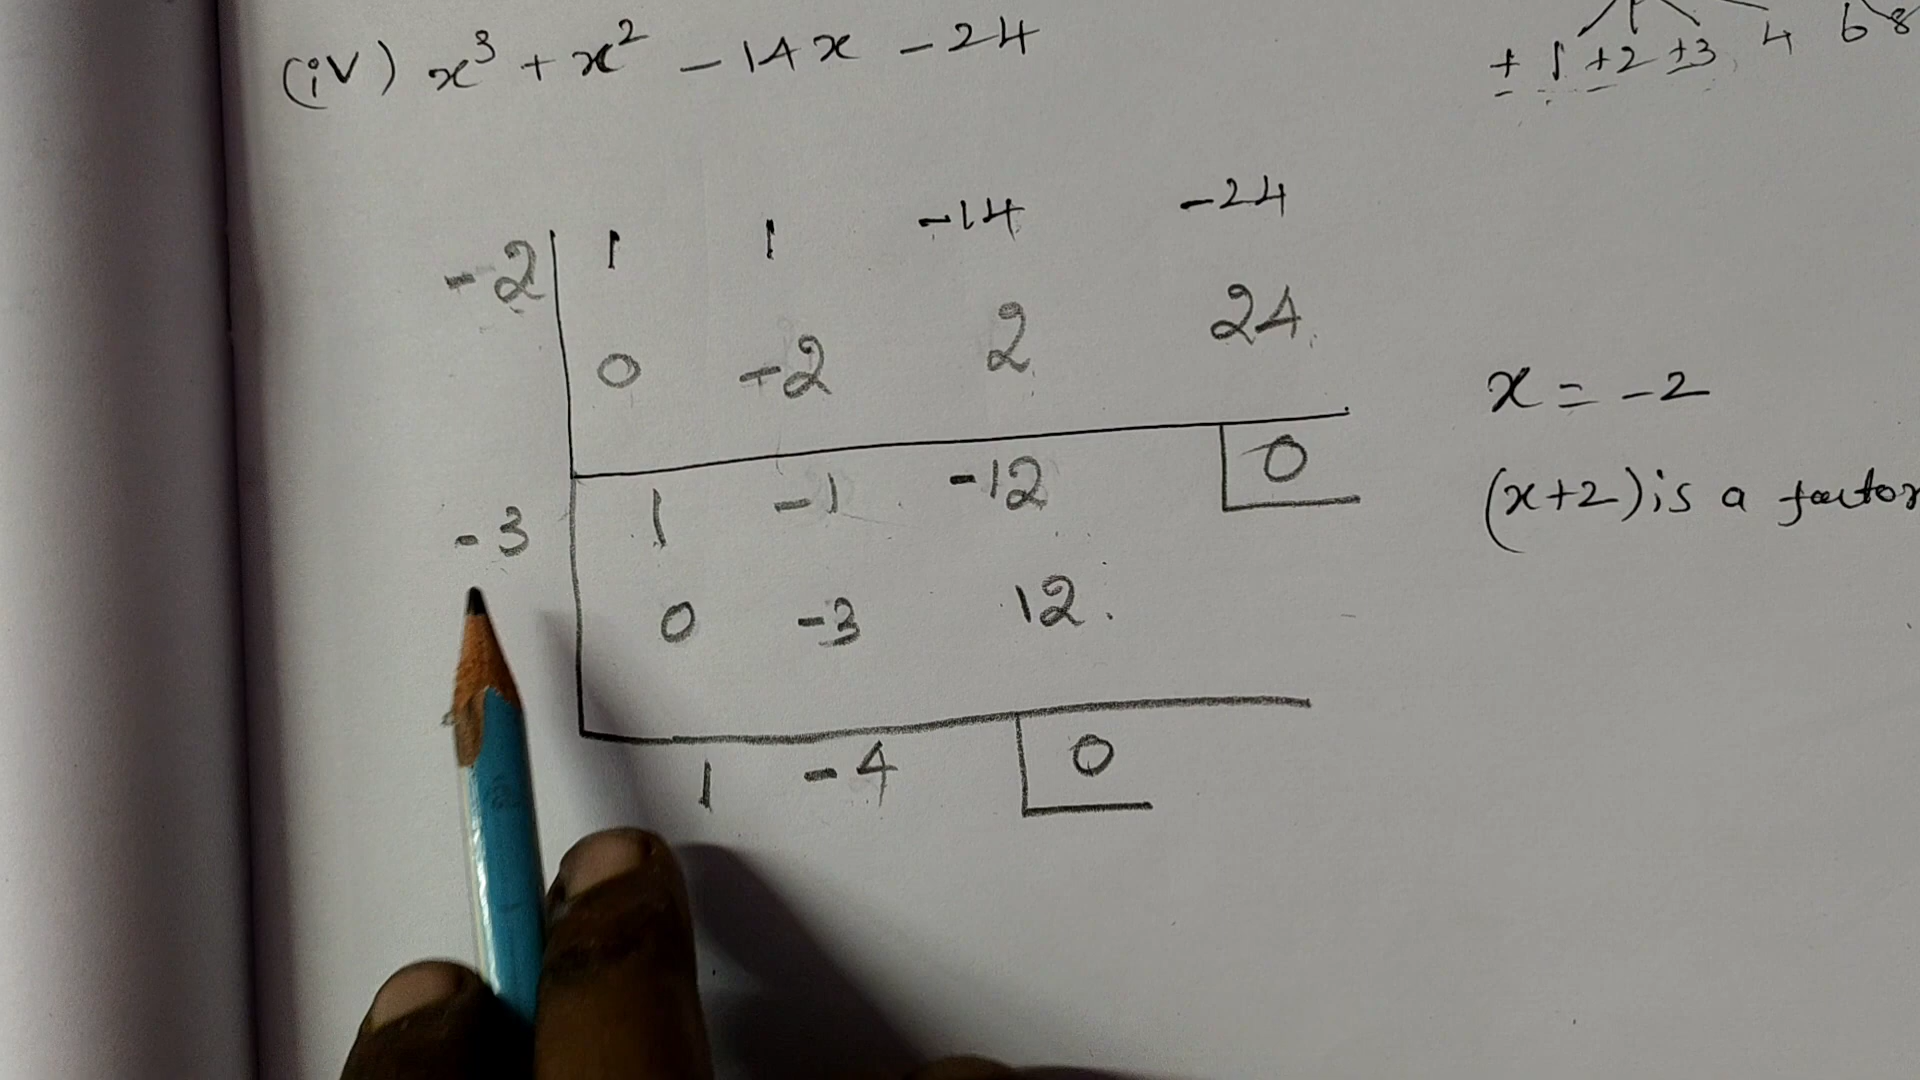 (iv) x³ + x² - 14x - 24
± 1 ±2 ±3 4 6 8
-2 | 1 1 -14 -24
0 -2 2 24
x = -2
1 -1 -12 0
(x+2) is a factor
-3
0 -3 12
1 -4 0